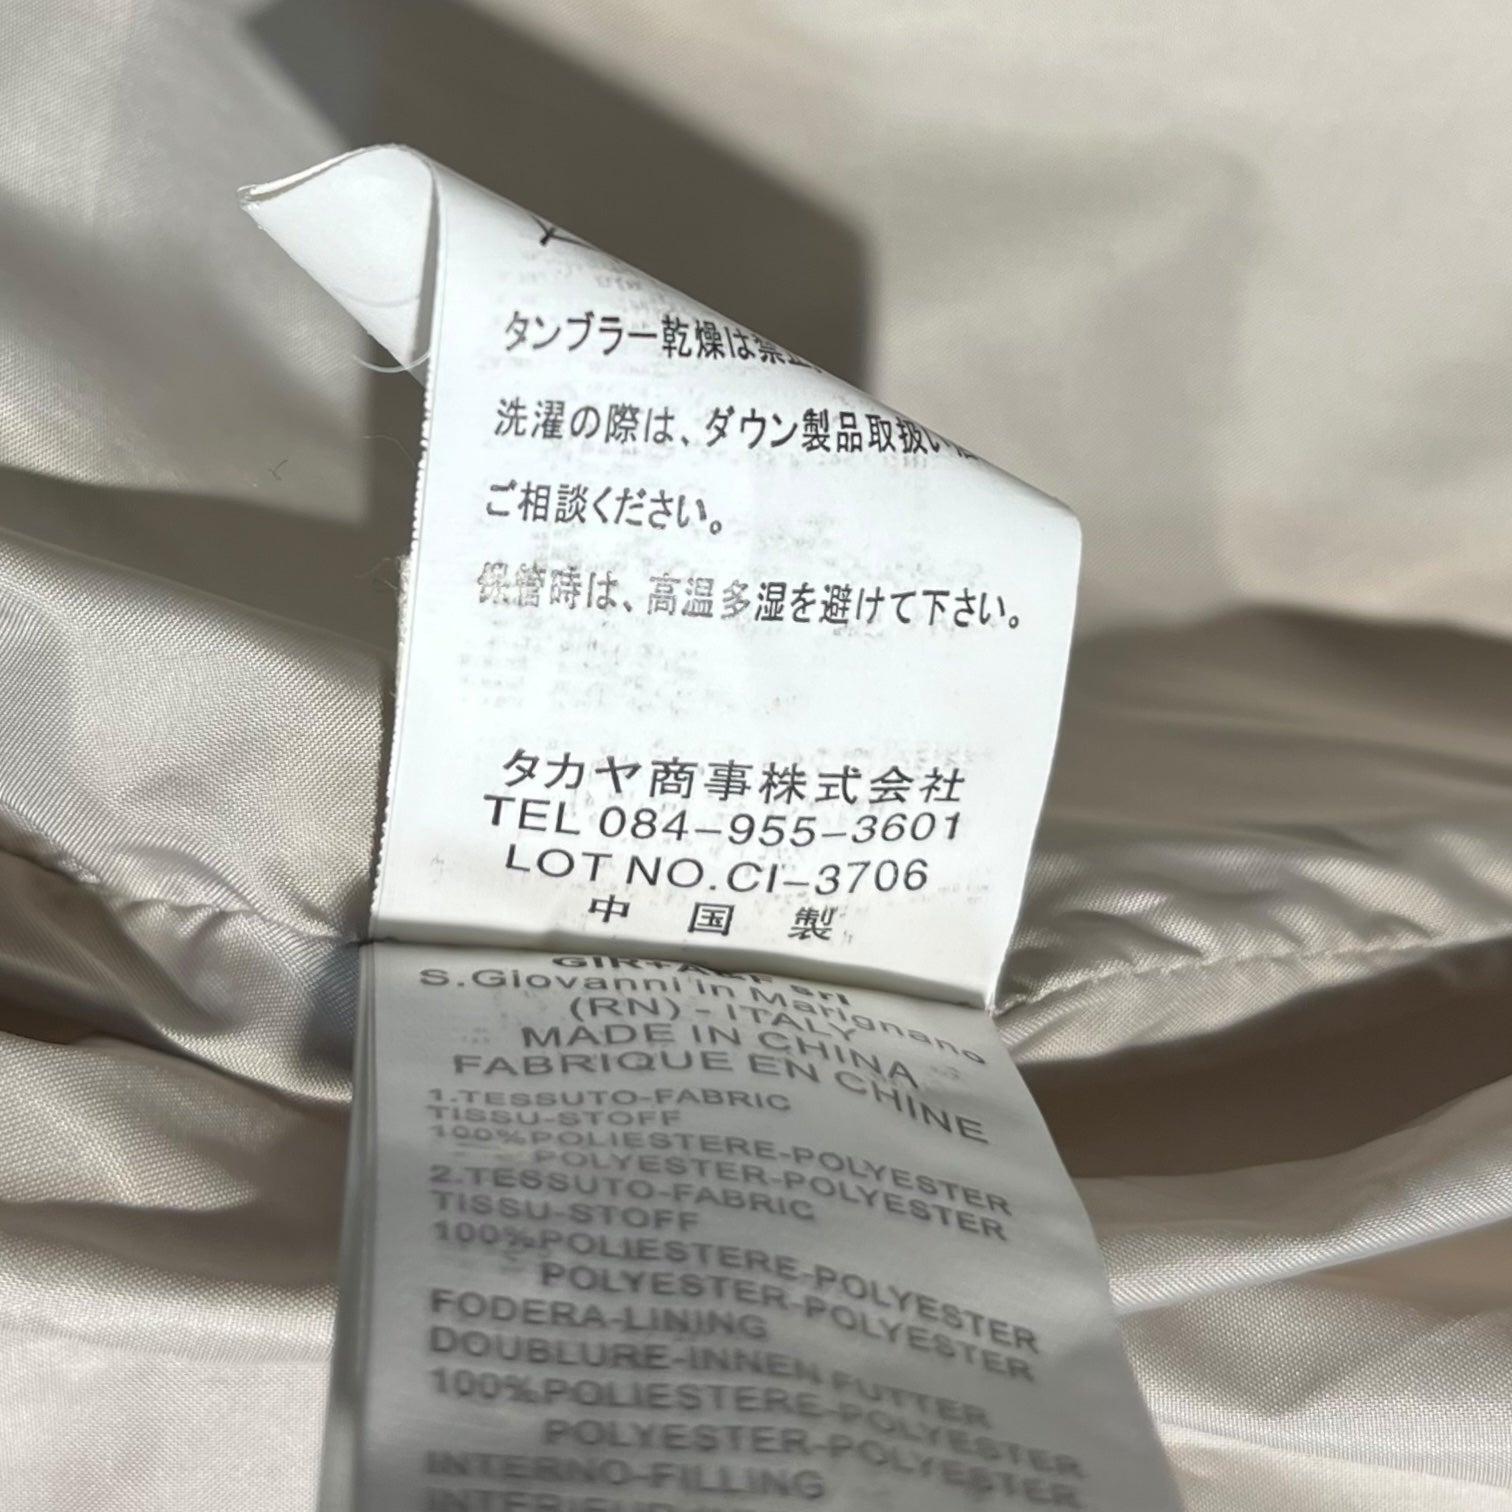 タンブラー乾燥は禁止
洗濯の際は、ダウン製品取扱い
ご相談ください。
保管時は、高温多湿を避けて下さい。
タカヤ商事株式会社
TEL 084-955-3601
LOT NO.CI-3706
中国製
srl
S.Giovanni in Marignano
(RN) - ITALY
MADE IN CHINA
FABRIQUE EN CHINE
1.TESSUTO-FABRIC
TISSU-STOFF
100%POLIESTERE-POLYESTER
POLYESTER-POLYESTER
2.TESSUTO-FABRIC
TISSU-STOFF
100%POLIESTERE-POLYESTER
POLYESTER-POLYESTER
FODERA-LINING
DOUBLURE-INNEN FUTTER
100%POLIESTERE-POLYESTER
POLYESTER-POLYESTER
INTERNO-FILLING